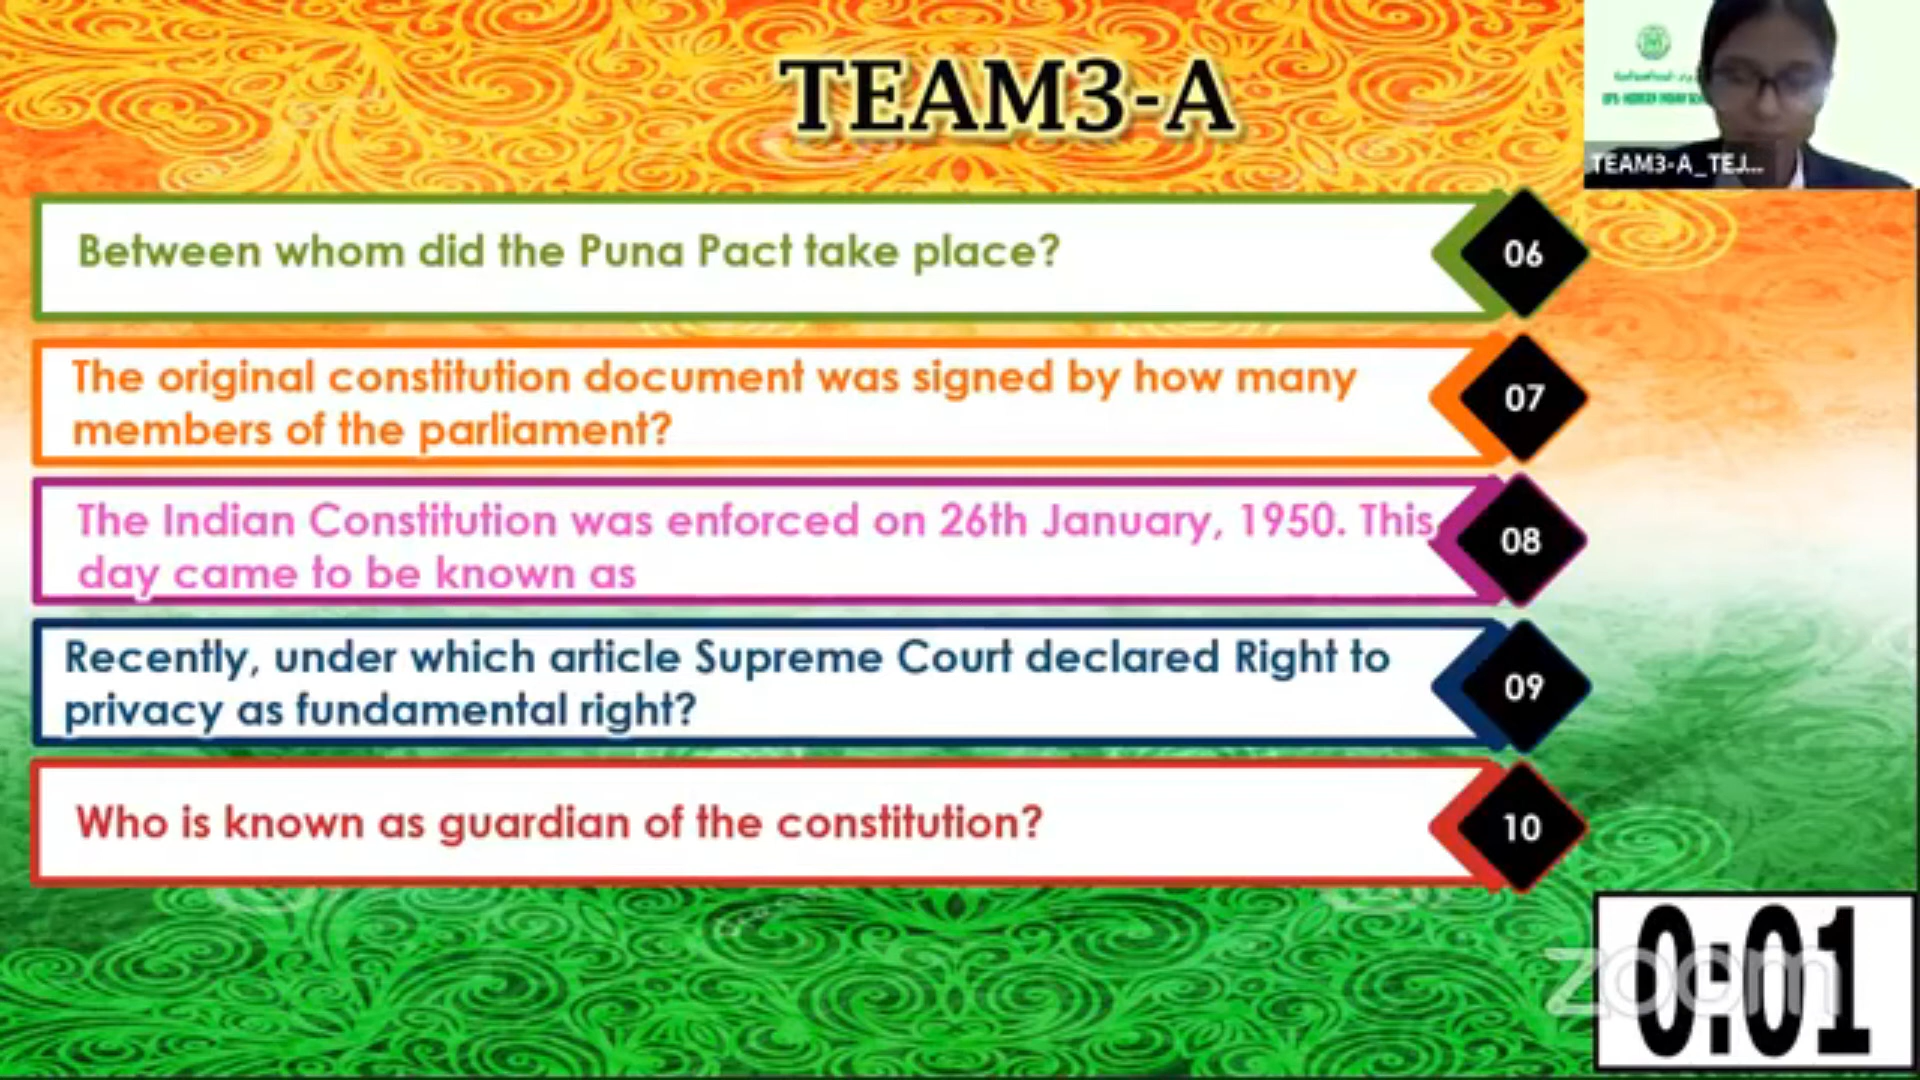 TEAM3-A
TEAM3-A_TEJ...
Between whom did the Puna Pact take place?
06
The original constitution document was signed by how many
members of the parliament?
07
The Indian Constitution was enforced on 26th January, 1950. This
day came to be known as
08
Recently, under which article Supreme Court declared Right to
privacy as fundamental right?
09
Who is known as guardian of the constitution?
10
zoom
0:01